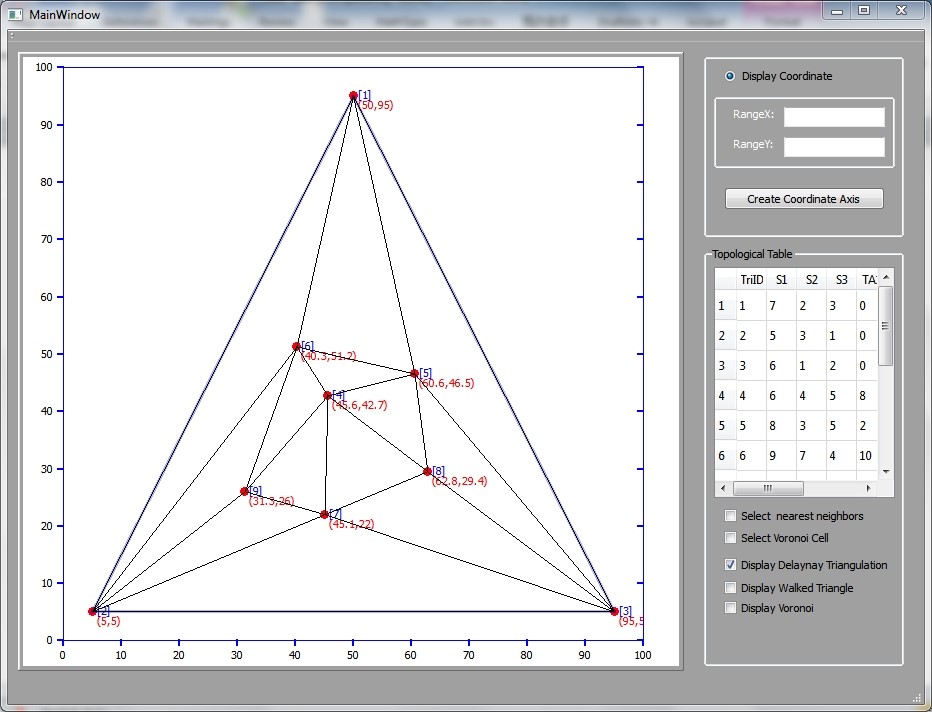 MainWindow
100
90
80
70
60
50
40
30
20
10
0
0 10 20 30 40 50 60 70 80 90 100
[1]
(50,95)
[6]
(40.3,51.2)
[5]
(60.6,46.5)
[4]
(45.6,42.7)
[8]
(62.8,29.4)
[9]
(31.3,26)
[7]
(45.1,22)
[2]
(5,5)
[3]
(95,5
Display Coordinate
RangeX:
RangeY:
Create Coordinate Axis
Topological Table
TriID S1 S2 S3 TA
1 1 7 2 3 0
2 2 5 3 1 0
3 3 6 1 2 0
4 4 6 4 5 8
5 5 8 3 5 2
6 6 9 7 4 10
Select nearest neighbors
Select Voronoi Cell
Display Delaynay Triangulation
Display Walked Triangle
Display Voronoi